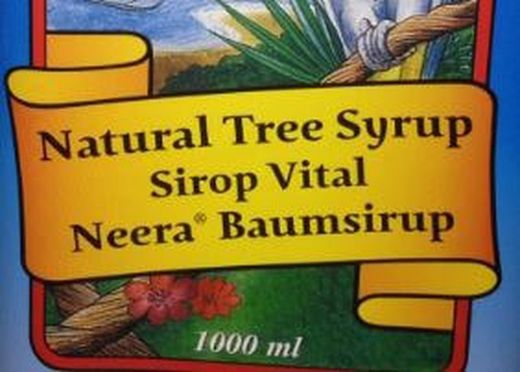 Natural Tree Syrup
Sirop Vital
Neera® Baumsirup
1000 ml